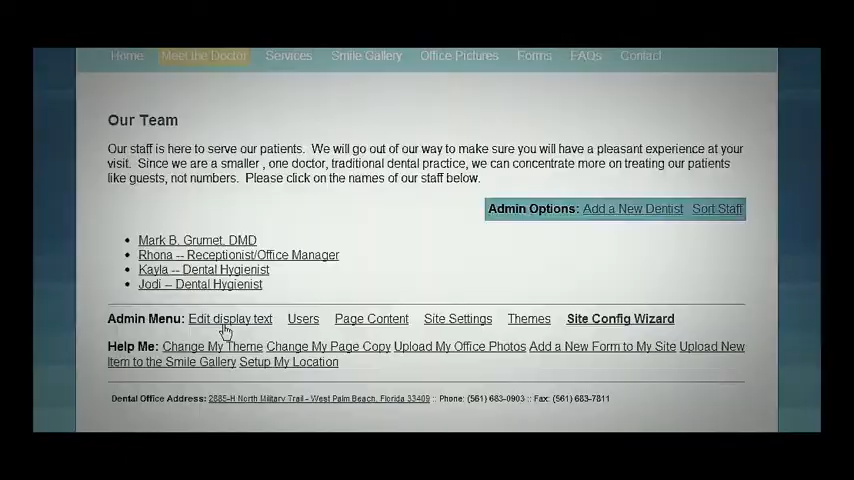 Home Meet the Doctor Services Smile Gallery Office Pictures Forms FAQs Contact
Our Team
Our staff is here to serve our patients. We will go out of our way to make sure you will have a pleasant experience at your
visit. Since we are a smaller , one doctor, traditional dental practice, we can concentrate more on treating our patients
like guests, not numbers. Please click on the names of our staff below.
Admin Options: Add a New Dentist Sort Staff
Mark B. Grumet, DMD
Rhona -- Receptionist/Office Manager
Kayla -- Dental Hygienist
Jodi -- Dental Hygienist
Admin Menu: Edit display text Users Page Content Site Settings Themes Site Config Wizard
Help Me: Change My Theme Change My Page Copy Upload My Office Photos Add a New Form to My Site Upload New
Item to the Smile Gallery Setup My Location
Dental Office Address: 2885-H North Military Trail - West Palm Beach, Florida 33409 :: Phone: (561) 683-0903 :: Fax: (561) 683-7811